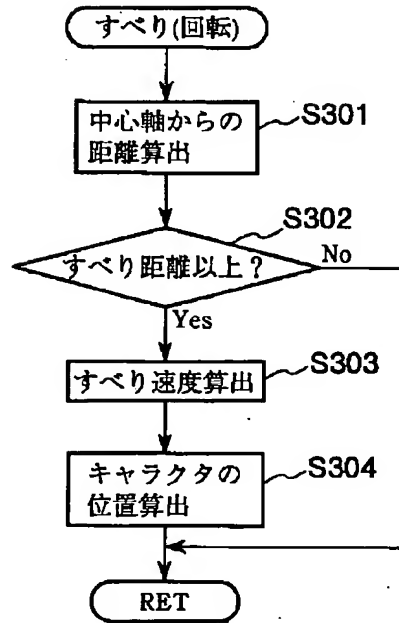 すべり(回転)
中心軸からの
距離算出
S301
S302
すべり距離以上？
No
Yes
すべり速度算出
S303
キャラクタの
位置算出
S304
RET